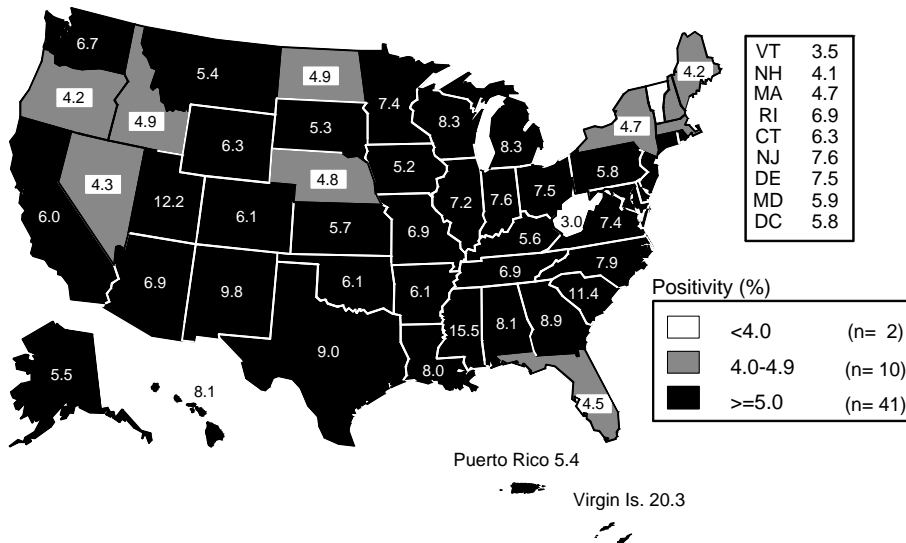 6.7
5.4
4.9
7.4
4.2
4.2
4.9
6.3
5.3
8.3
8.3
4.7
4.3
12.2
4.8
5.2
5.8
6.0
6.1
5.7
7.2
7.6
7.5
3.0
7.4
6.9
5.6
6.9
9.8
6.1
6.1
6.9
7.9
11.4
9.0
15.5
8.1
8.9
8.0
5.5
8.1
4.5
Puerto Rico 5.4
Virgin Is. 20.3
VT 3.5
NH 4.1
MA 4.7
RI 6.9
CT 6.3
NJ 7.6
DE 7.5
MD 5.9
DC 5.8
Positivity (%)
<4.0 (n= 2)
4.0-4.9 (n= 10)
>=5.0 (n= 41)